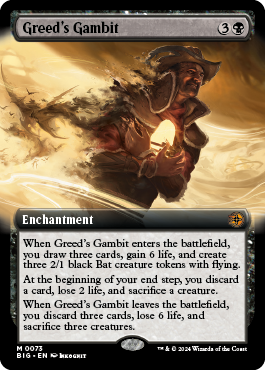 Greed's Gambit 3
Enchantment
When Greed's Gambit enters the battlefield,
you draw three cards, gain 6 life, and create
three 2/1 black Bat creature tokens with flying.
At the beginning of your end step, you discard
a card, lose 2 life, and sacrifice a creature.
When Greed's Gambit leaves the battlefield,
you discard three cards, lose 6 life, and
sacrifice three creatures.
M 0073
BIG • EN Inkognit
™ & © 2024 Wizards of the Coast